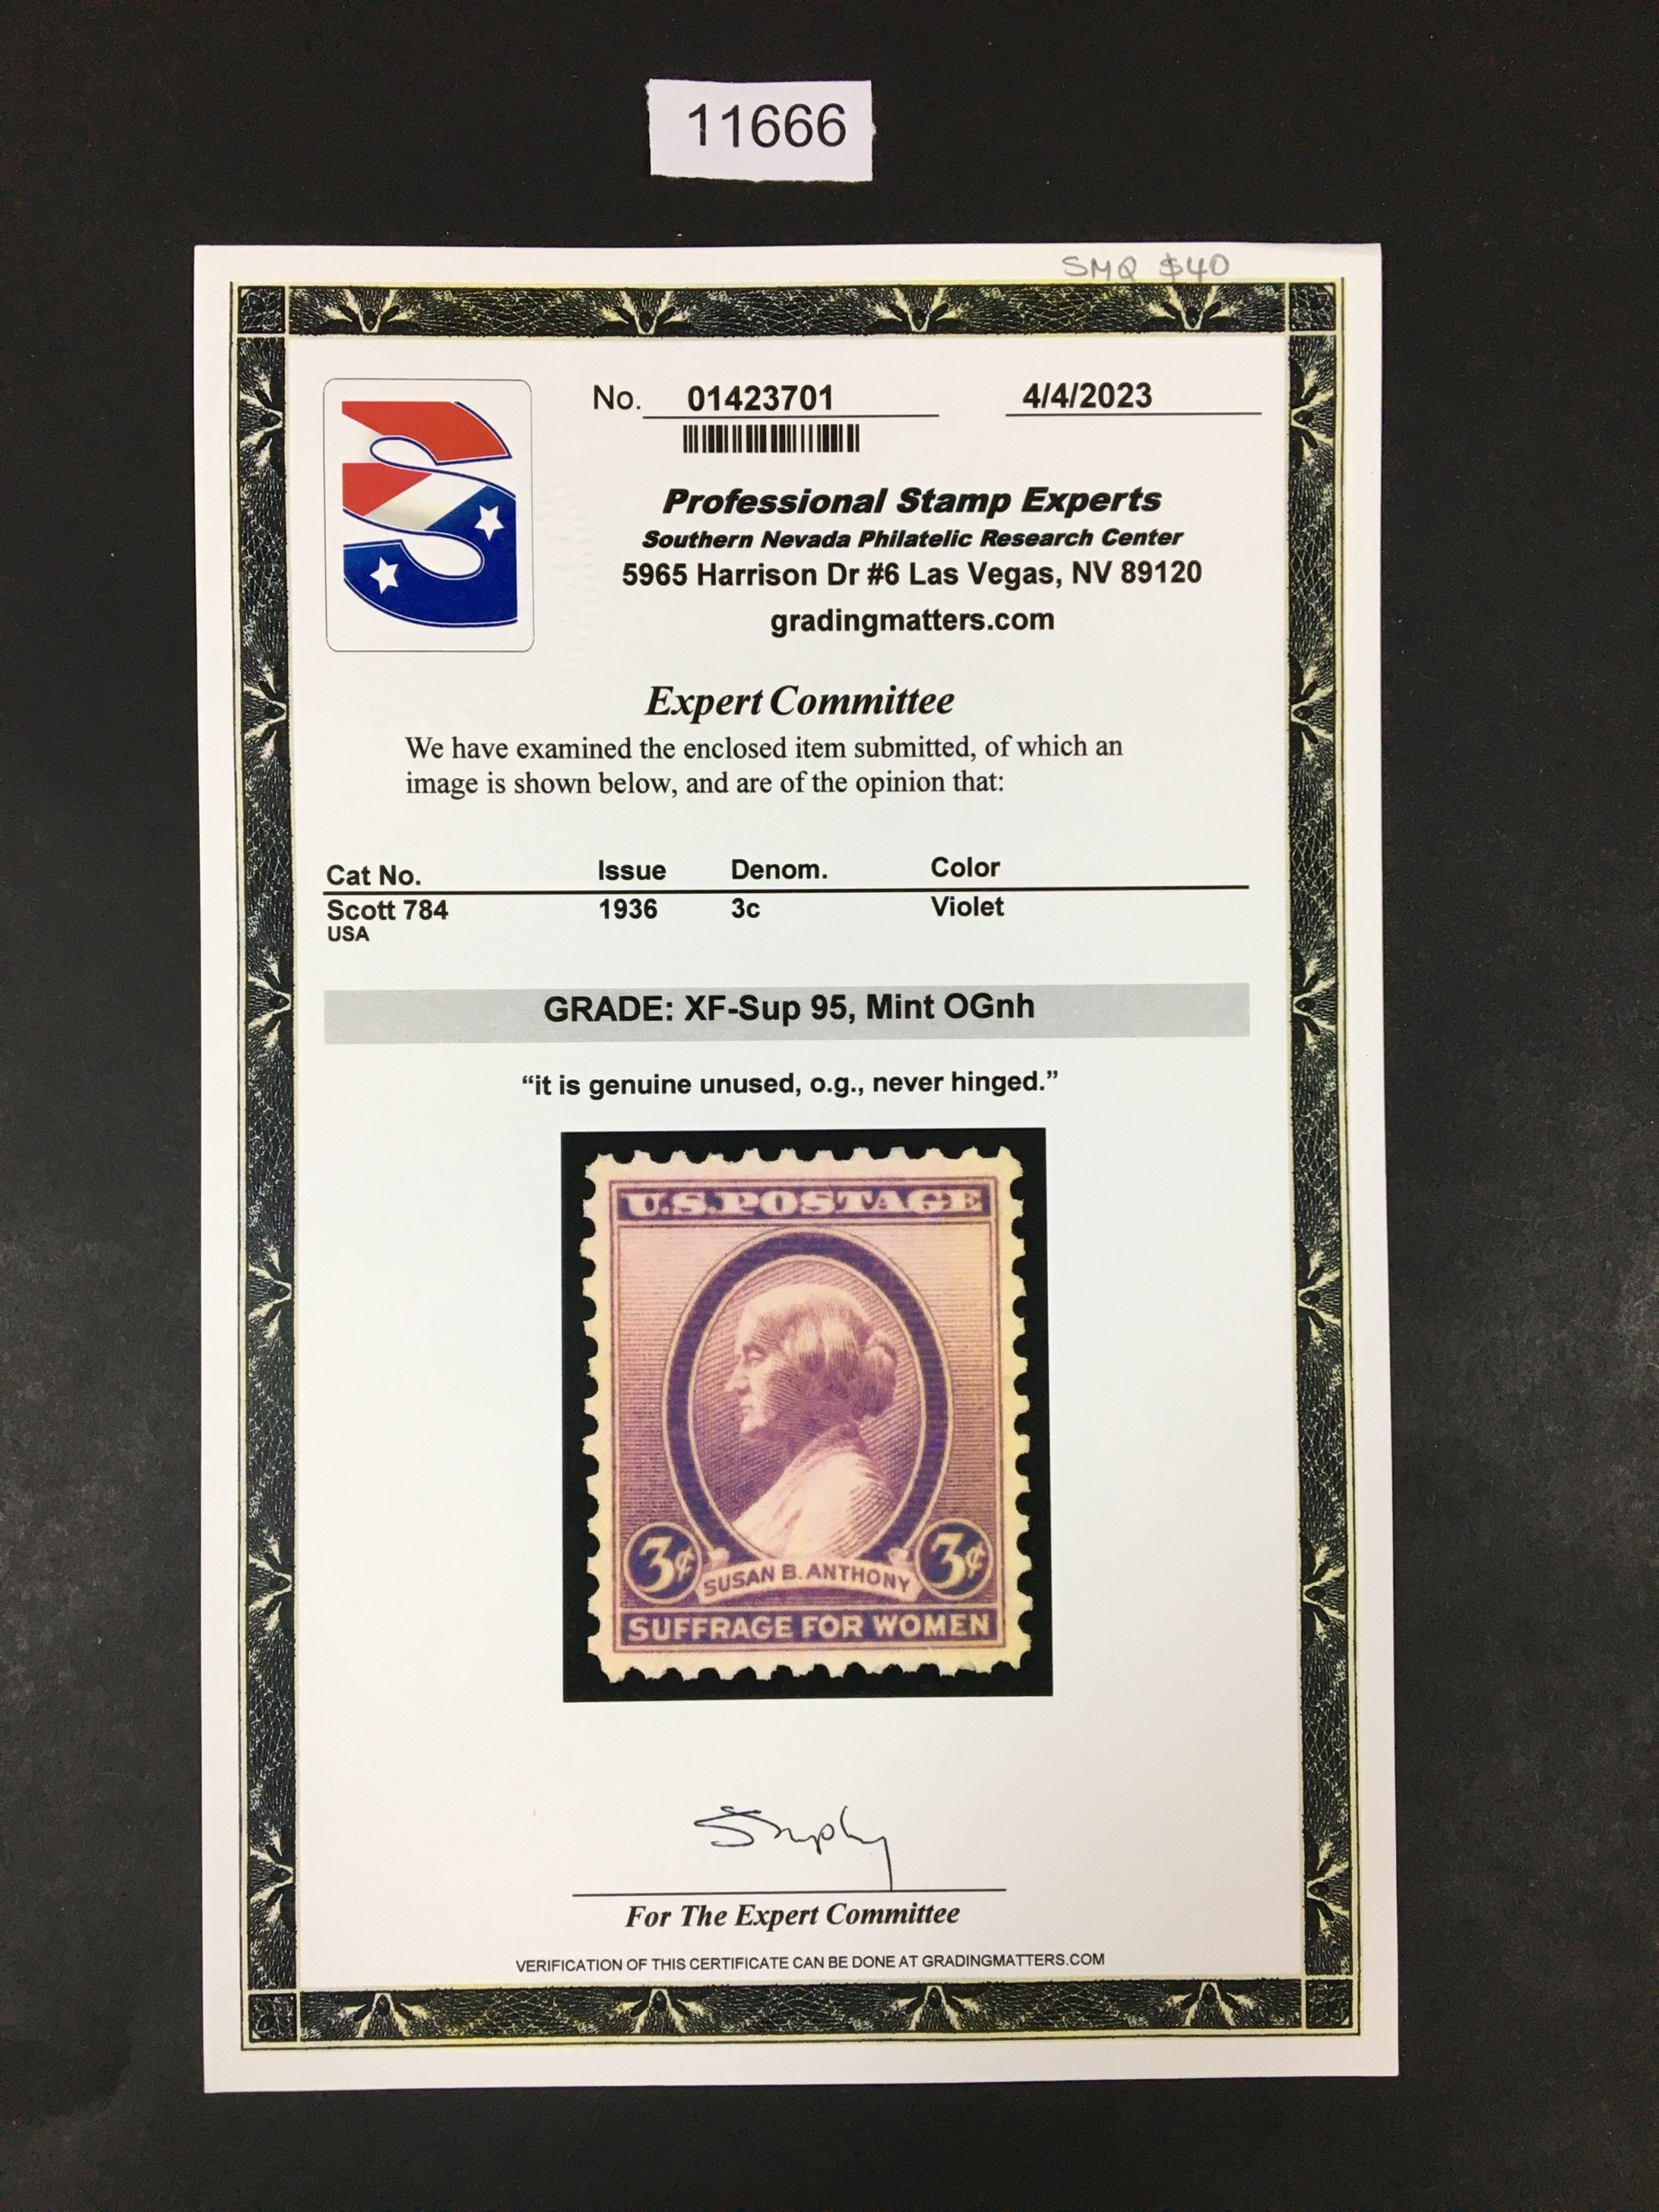 11666
SMQ $40
No. 01423701 4/4/2023
Professional Stamp Experts
Southern Nevada Philatelic Research Center
5965 Harrison Dr #6 Las Vegas, NV 89120
gradingmatters.com
Expert Committee
We have examined the enclosed item submitted, of which an
image is shown below, and are of the opinion that:
Cat No. Issue Denom. Color
Scott 784 1936 3c Violet
USA
GRADE: XF-Sup 95, Mint OGnh
“it is genuine unused, o.g., never hinged.”
U.S. POSTAGE
3¢ 3¢
SUSAN B. ANTHONY
SUFFRAGE FOR WOMEN
For The Expert Committee
VERIFICATION OF THIS CERTIFICATE CAN BE DONE AT GRADINGMATTERS.COM